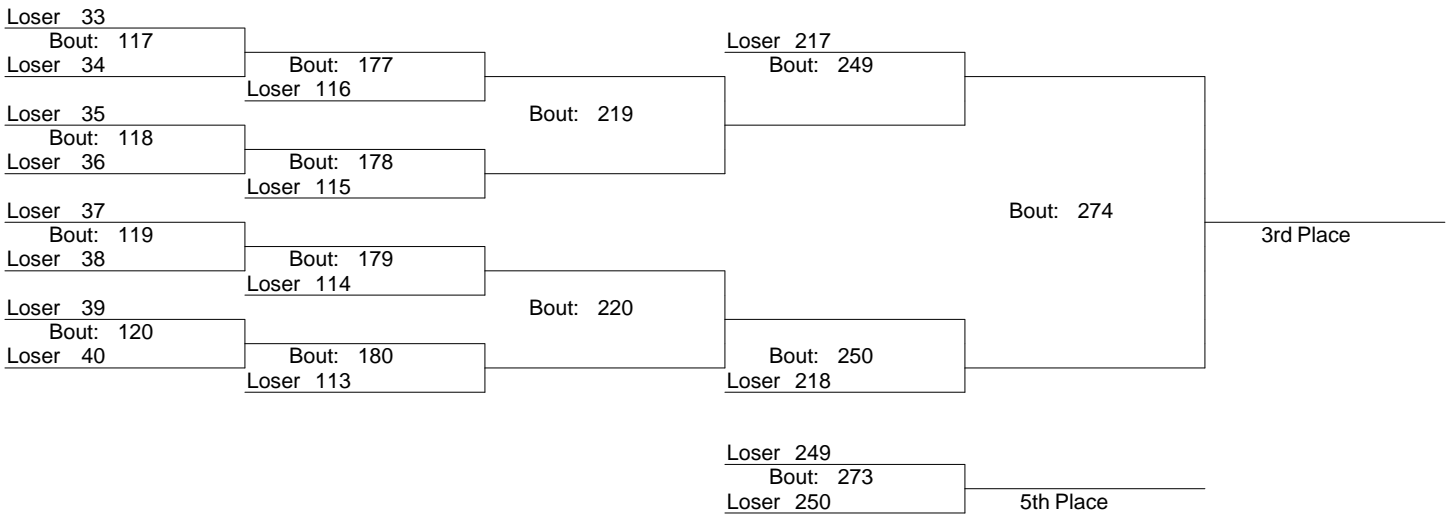 Loser 33
Bout: 117
Loser 34
Bout: 177
Loser 116
Loser 35
Bout: 118
Loser 36
Bout: 178
Loser 115
Bout: 219
Loser 217
Bout: 249
Loser 37
Bout: 119
Loser 38
Bout: 179
Loser 114
Loser 39
Bout: 120
Loser 40
Bout: 180
Loser 113
Bout: 220
Bout: 250
Loser 218
Bout: 274
3rd Place
Loser 249
Bout: 273
Loser 250
5th Place